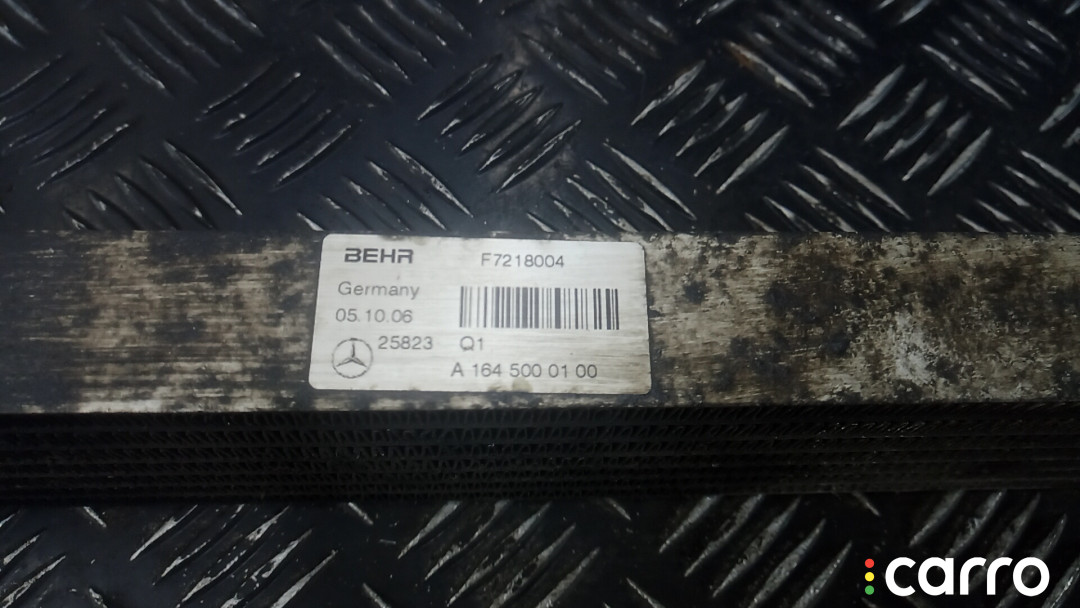 BEHR F7218004
Germany
05.10.06
25823 Q1
A 164 500 01 00
carro